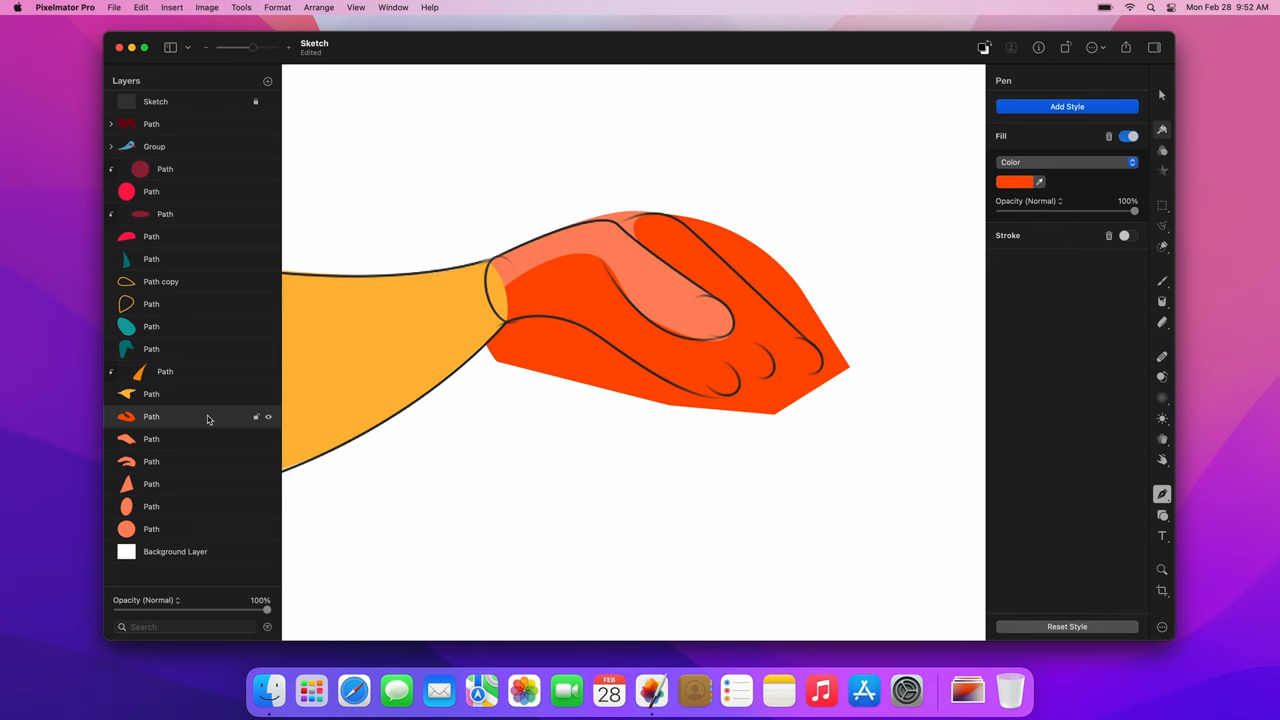 Pixelmator Pro File Edit Insert Image Tools Format Arrange View Window Help Mon Feb 28 9:52 AM
Sketch
Edited
Layers
Sketch
Path
Group
Path
Path
Path
Path
Path
Path copy
Path
Path
Path
Path
Path
Path
Path
Path
Path
Path
Path
Background Layer
Opacity (Normal) 100%
Search
Pen
Add Style
Fill
Color
Opacity (Normal) 100%
Stroke
Reset Style
FEB
28